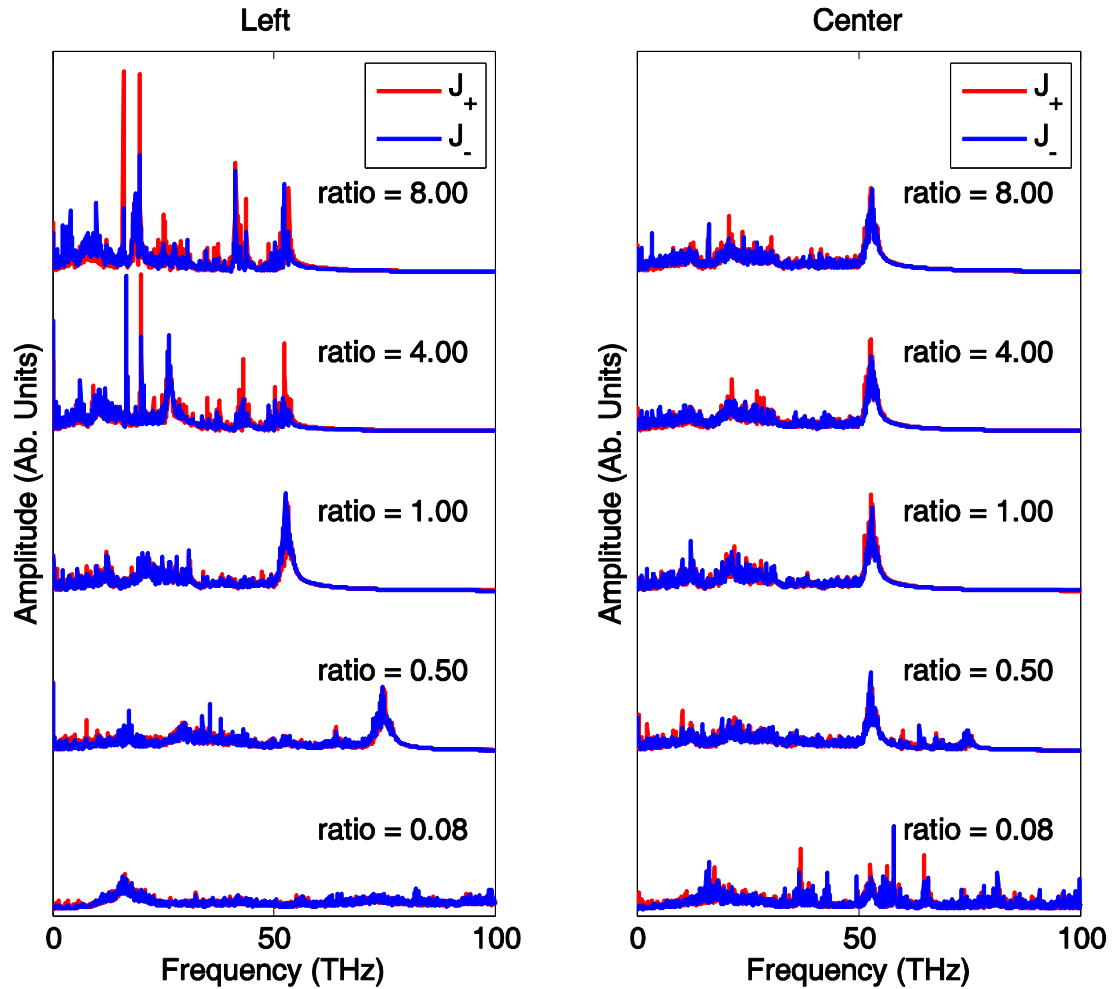 Left
J+
J-
ratio = 8.00
ratio = 4.00
ratio = 1.00
ratio = 0.50
ratio = 0.08
Amplitude (Ab. Units)
0 50 100
Frequency (THz)
Center
J+
J-
ratio = 8.00
ratio = 4.00
ratio = 1.00
ratio = 0.50
ratio = 0.08
Amplitude (Ab. Units)
0 50 100
Frequency (THz)